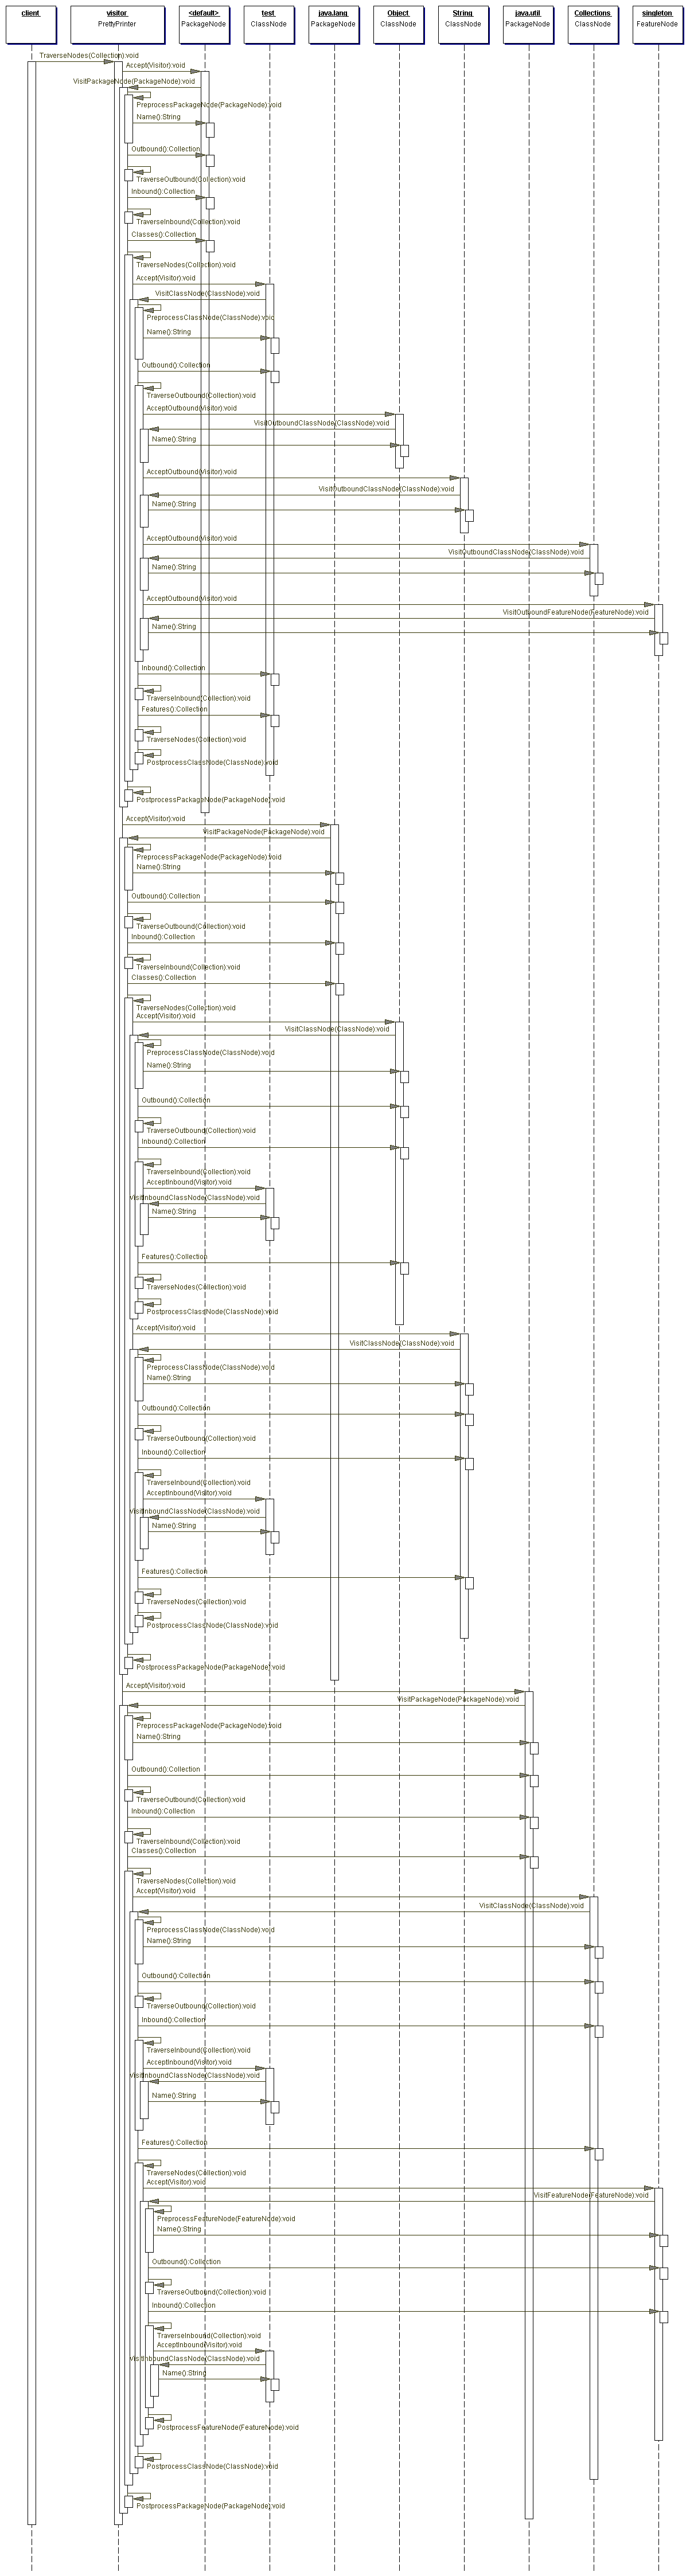 client
visitor
PrettyPrinter
<default>
PackageNode
test
ClassNode
java.lang
PackageNode
Object
ClassNode
String
ClassNode
java.util
PackageNode
Collections
ClassNode
singleton
FeatureNode
TraverseNodes(Collection):void
Accept(Visitor):void
VisitPackageNode(PackageNode):void
PreprocessPackageNode(PackageNode):void
Name():String
Outbound():Collection
TraverseOutbound(Collection):void
Inbound():Collection
TraverseInbound(Collection):void
Classes():Collection
TraverseNodes(Collection):void
Accept(Visitor):void
VisitClassNode(ClassNode):void
PreprocessClassNode(ClassNode):void
Name():String
Outbound():Collection
TraverseOutbound(Collection):void
AcceptOutbound(Visitor):void
VisitOutboundClassNode(ClassNode):void
Name():String
AcceptOutbound(Visitor):void
VisitOutboundClassNode(ClassNode):void
Name():String
AcceptOutbound(Visitor):void
VisitOutboundClassNode(ClassNode):void
Name():String
AcceptOutbound(Visitor):void
VisitOutboundFeatureNode(FeatureNode):void
Name():String
Inbound():Collection
TraverseInbound(Collection):void
Features():Collection
TraverseNodes(Collection):void
PostprocessClassNode(ClassNode):void
PostprocessPackageNode(PackageNode):void
Accept(Visitor):void
VisitPackageNode(PackageNode):void
PreprocessPackageNode(PackageNode):void
Name():String
Outbound():Collection
TraverseOutbound(Collection):void
Inbound():Collection
TraverseInbound(Collection):void
Classes():Collection
TraverseNodes(Collection):void
Accept(Visitor):void
VisitClassNode(ClassNode):void
PreprocessClassNode(ClassNode):void
Name():String
Outbound():Collection
TraverseOutbound(Collection):void
Inbound():Collection
TraverseInbound(Collection):void
AcceptInbound(Visitor):void
VisitInboundClassNode(ClassNode):void
Name():String
Features():Collection
TraverseNodes(Collection):void
PostprocessClassNode(ClassNode):void
Accept(Visitor):void
VisitClassNode(ClassNode):void
PreprocessClassNode(ClassNode):void
Name():String
Outbound():Collection
TraverseOutbound(Collection):void
Inbound():Collection
TraverseInbound(Collection):void
AcceptInbound(Visitor):void
VisitInboundClassNode(ClassNode):void
Name():String
Features():Collection
TraverseNodes(Collection):void
PostprocessClassNode(ClassNode):void
PostprocessPackageNode(PackageNode):void
Accept(Visitor):void
VisitPackageNode(PackageNode):void
PreprocessPackageNode(PackageNode):void
Name():String
Outbound():Collection
TraverseOutbound(Collection):void
Inbound():Collection
TraverseInbound(Collection):void
Classes():Collection
TraverseNodes(Collection):void
Accept(Visitor):void
VisitClassNode(ClassNode):void
PreprocessClassNode(ClassNode):void
Name():String
Outbound():Collection
TraverseOutbound(Collection):void
Inbound():Collection
TraverseInbound(Collection):void
AcceptInbound(Visitor):void
VisitInboundClassNode(ClassNode):void
Name():String
Features():Collection
TraverseNodes(Collection):void
Accept(Visitor):void
VisitFeatureNode(FeatureNode):void
PreprocessFeatureNode(FeatureNode):void
Name():String
Outbound():Collection
TraverseOutbound(Collection):void
Inbound():Collection
TraverseInbound(Collection):void
AcceptInbound(Visitor):void
VisitInboundClassNode(ClassNode):void
Name():String
PostprocessFeatureNode(FeatureNode):void
PostprocessClassNode(ClassNode):void
PostprocessPackageNode(PackageNode):void